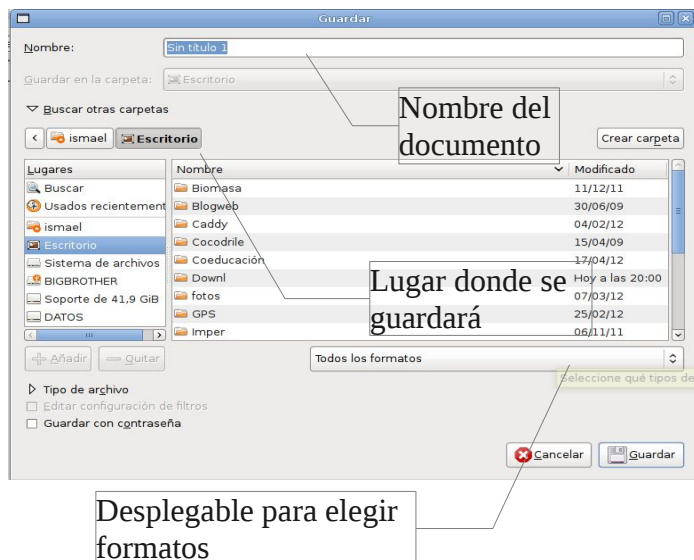 Guardar
Nombre:
Sin título 1
Guardar en la carpeta:
Escritorio
Buscar otras carpetas
Nombre del
documento
ismael
Escritorio
Crear carpeta
Lugares
Nombre
Modificado
Buscar
Biomasa
11/12/11
Usados recientement
Blogweb
30/06/09
ismael
Caddy
04/02/12
Escritorio
Cocodrile
15/04/09
Sistema de archivos
Coeducación
17/04/12
BIGBROTHER
Downl
Hoy a las 20:00
Soporte de 41,9 GiB
fotos
07/03/12
DATOS
GPS
25/02/12
Imper
06/11/11
Lugar donde se
guardará
Añadir
Quitar
Todos los formatos
Seleccione qué tipos de
Tipo de archivo
Editar configuración de filtros
Guardar con contraseña
Cancelar
Guardar
Desplegable para elegir
formatos